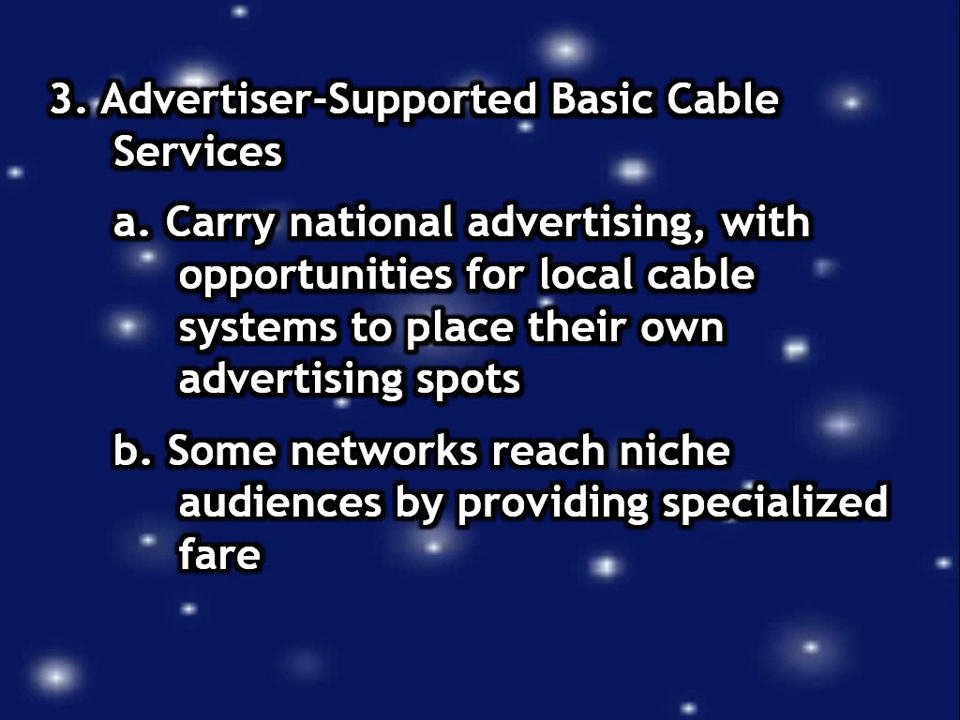 3. Advertiser-Supported Basic Cable
Services
a. Carry national advertising, with
opportunities for local cable
systems to place their own
advertising spots
b. Some networks reach niche
audiences by providing specialized
fare